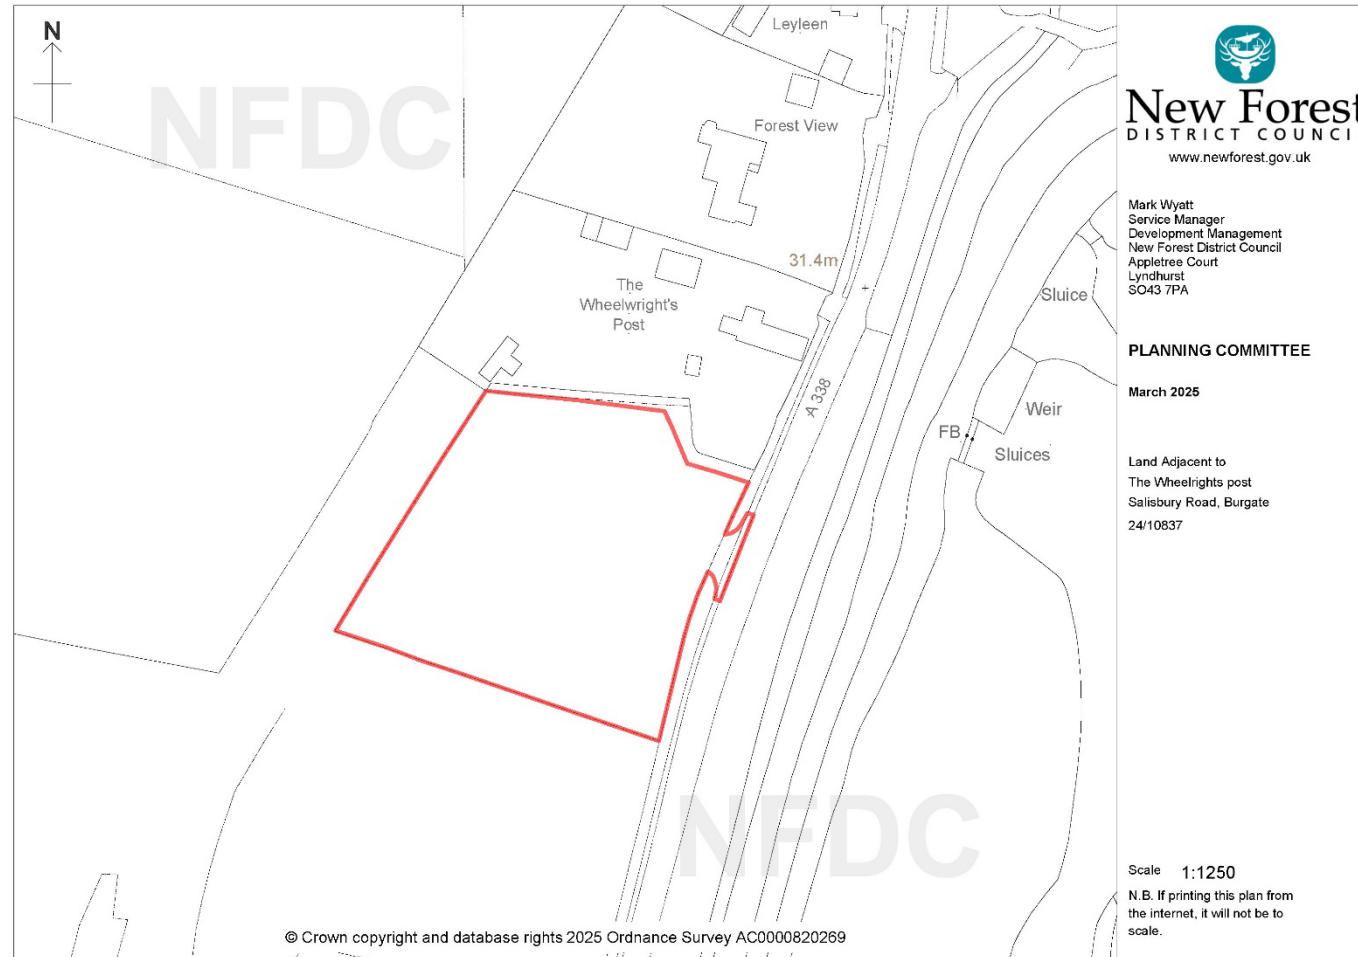 N
NFDC
Leyleen
Forest View
31.4m
The
Wheelwright's
Post
A 338
Sluice
Weir
FB
Sluices
NFDC
© Crown copyright and database rights 2025 Ordnance Survey AC0000820269
New Forest
DISTRICT COUNCI
www.newforest.gov.uk
Mark Wyatt
Service Manager
Development Management
New Forest District Council
Appletree Court
Lyndhurst
SO43 7PA
PLANNING COMMITTEE
March 2025
Land Adjacent to
The Wheelrights post
Salisbury Road, Burgate
24/10837
Scale 1:1250
N.B. If printing this plan from
the internet, it will not be to
scale.